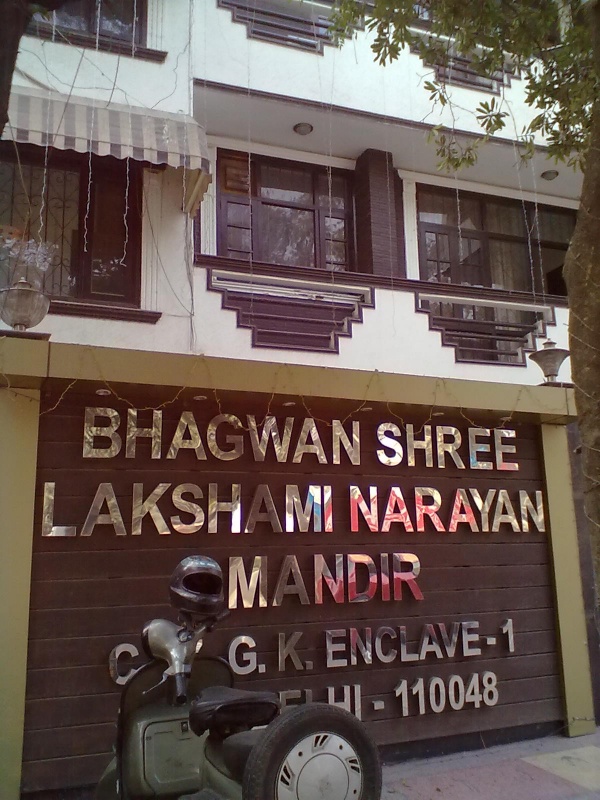 BHAGWAN SHREE
LAKSHAMI NARAYAN
MANDIR
G. K. ENCLAVE - 1
- 110048